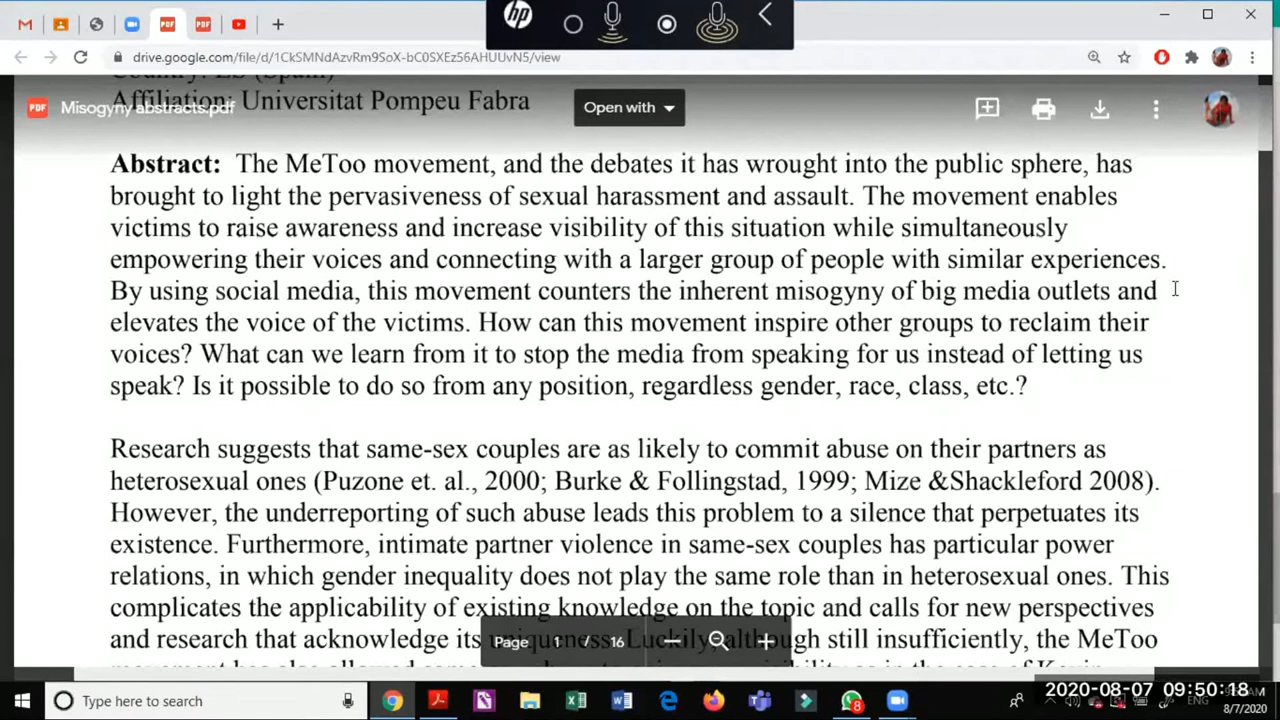 hp
drive.google.com/file/d/1CkSMNdAzvRm9SoX-bC0SXEz56AHUUvN5/view
Country: ES (Spain)
Affiliation: Universitat Pompeu Fabra
PDF Misogyny abstracts.pdf
Open with
Abstract: The MeToo movement, and the debates it has wrought into the public sphere, has
brought to light the pervasiveness of sexual harassment and assault. The movement enables
victims to raise awareness and increase visibility of this situation while simultaneously
empowering their voices and connecting with a larger group of people with similar experiences.
By using social media, this movement counters the inherent misogyny of big media outlets and
elevates the voice of the victims. How can this movement inspire other groups to reclaim their
voices? What can we learn from it to stop the media from speaking for us instead of letting us
speak? Is it possible to do so from any position, regardless gender, race, class, etc.?
Research suggests that same-sex couples are as likely to commit abuse on their partners as
heterosexual ones (Puzone et. al., 2000; Burke & Follingstad, 1999; Mize &Shackleford 2008).
However, the underreporting of such abuse leads this problem to a silence that perpetuates its
existence. Furthermore, intimate partner violence in same-sex couples has particular power
relations, in which gender inequality does not play the same role than in heterosexual ones. This
complicates the applicability of existing knowledge on the topic and calls for new perspectives
and research that acknowledge its uniqueness. Luckily, although still insufficiently, the MeToo
Page 1 / 16
Type here to search
8
2020-08-07 09:50:18
ENG
8/7/2020